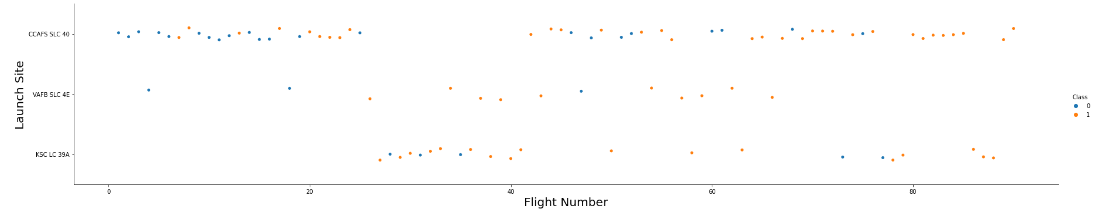 CCAFS SLC 40
VAFB SLC 4E
KSC LC 39A
Launch Site
0
20
40
60
80
Flight Number
Class
0
1